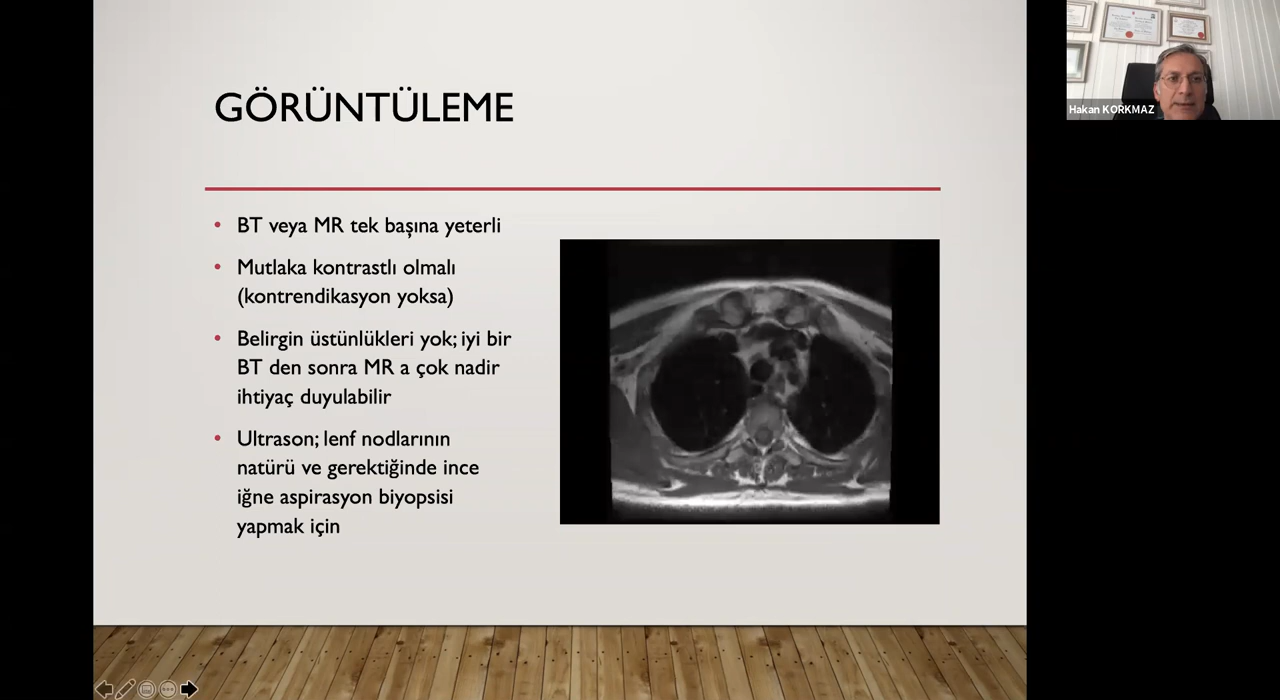 GÖRÜNTÜLEME
BT veya MR tek başına yeterli
Mutlaka kontrastlı olmalı
(kontrendikasyon yoksa)
Belirgin üstünlükleri yok; iyi bir
BT den sonra MR a çok nadir
ihtiyaç duyulabilir
Ultrason; lenf nodlarının
natürü ve gerektiğinde ince
iğne aspirasyon biyopsisi
yapmak için
Hakan KORKMAZ